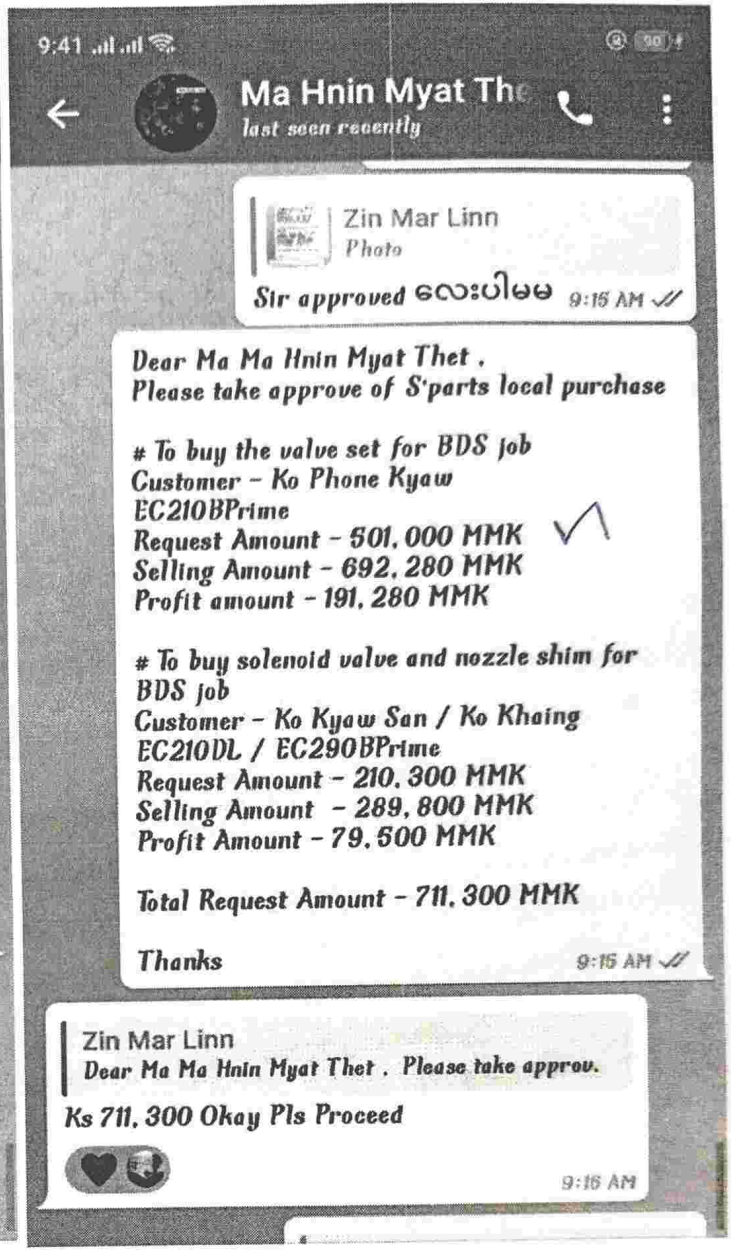 9:41
90
Ma Hnin Myat The
last seen recently
Zin Mar Linn
Photo
Sir approved လေးပါမမ 9:15 AM
Dear Ma Ma Hnin Myat Thet .
Please take approve of S'parts local purchase
# To buy the valve set for BDS job
Customer - Ko Phone Kyaw
EC210BPrime
Request Amount - 501,000 MMK
Selling Amount - 692,280 MMK
Profit amount - 191,280 MMK
# To buy solenoid valve and nozzle shim for
BDS job
Customer - Ko Kyaw San / Ko Khaing
EC210DL / EC290BPrime
Request Amount - 210,300 MMK
Selling Amount - 289,800 MMK
Profit Amount - 79,500 MMK
Total Request Amount - 711,300 MMK
Thanks 9:15 AM
Zin Mar Linn
Dear Ma Ma Hnin Myat Thet . Please take approv.
Ks 711,300 Okay Pls Proceed
9:16 AM